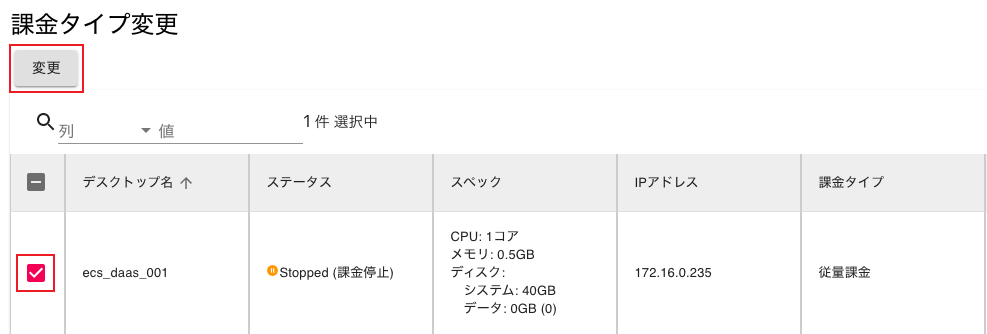 課金タイプ変更
変更
列 値 1 件 選択中
デスクトップ名 ステータス スペック IPアドレス 課金タイプ
CPU: 1コア
メモリ: 0.5GB
ecs_daas_001 Stopped (課金停止) ディスク: 172.16.0.235 従量課金
システム: 40GB
データ: 0GB (0)